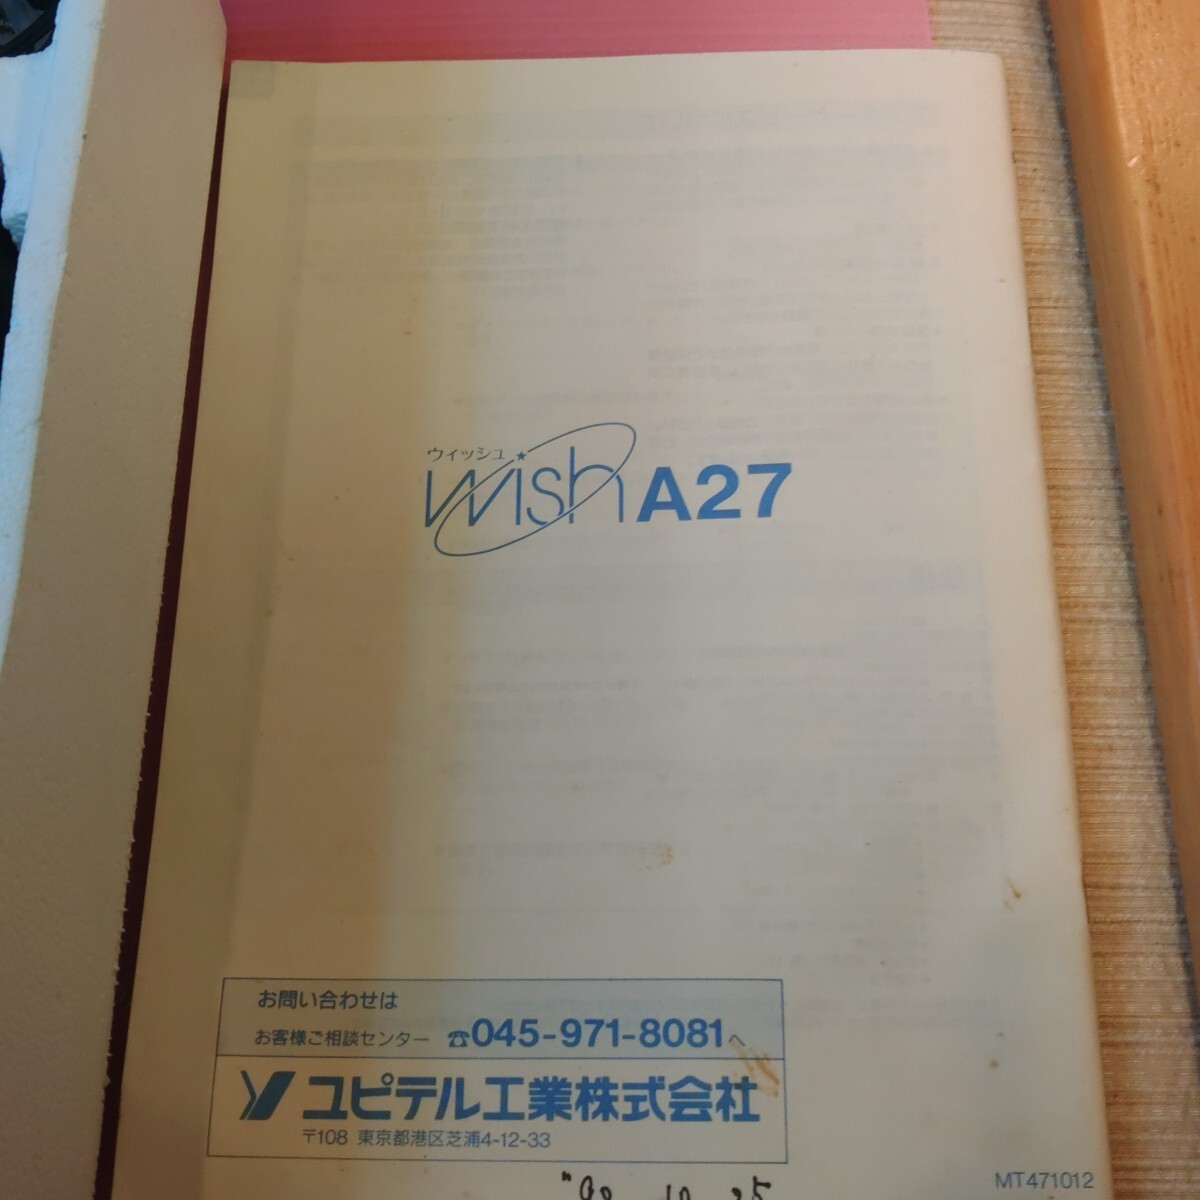 ウィッシュ
wish A27
お問い合わせは
お客様ご相談センター ☎045-971-8081へ
ユピテル工業株式会社
〒108 東京都港区芝浦4-12-33
MT471012